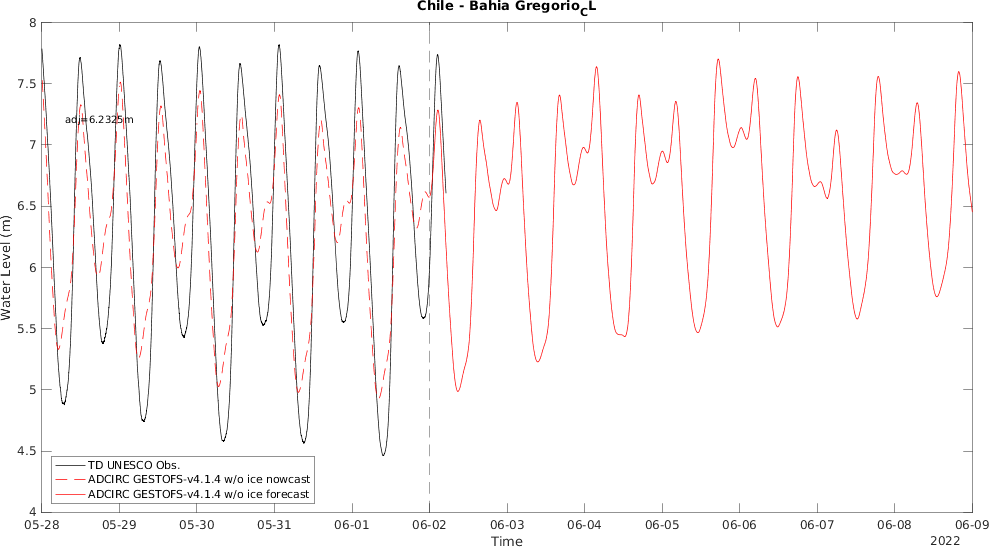 Chile - Bahia Gregorio_CL
8
7.5
7
6.5
6
5.5
5
4.5
4
Water Level (m)
adj=6.2325m
TD UNESCO Obs.
ADCIRC GESTOFS-v4.1.4 w/o ice nowcast
ADCIRC GESTOFS-v4.1.4 w/o ice forecast
05-28 05-29 05-30 05-31 06-01 06-02 06-03 06-04 06-05 06-06 06-07 06-08 06-09
Time
2022